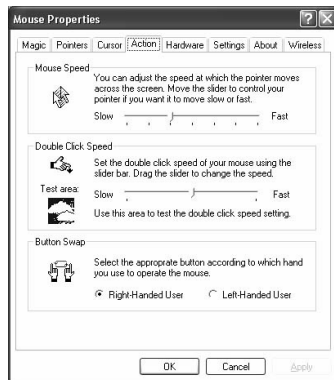 Mouse Properties
Magic Pointers Cursor Action Hardware Settings About Wireless
Mouse Speed
You can adjust the speed at which the pointer moves
across the screen. Move the slider to control your
pointer if you want it to move slow or fast.
Slow Fast
Double Click Speed
Set the double click speed of your mouse using the
slider bar. Drag the slider to change the speed.
Test area:
Slow Fast
Use this area to test the double click speed setting.
Button Swap
Select the approprate button according to which hand
you use to operate the mouse.
Right-Handed User Left-Handed User
OK Cancel Apply